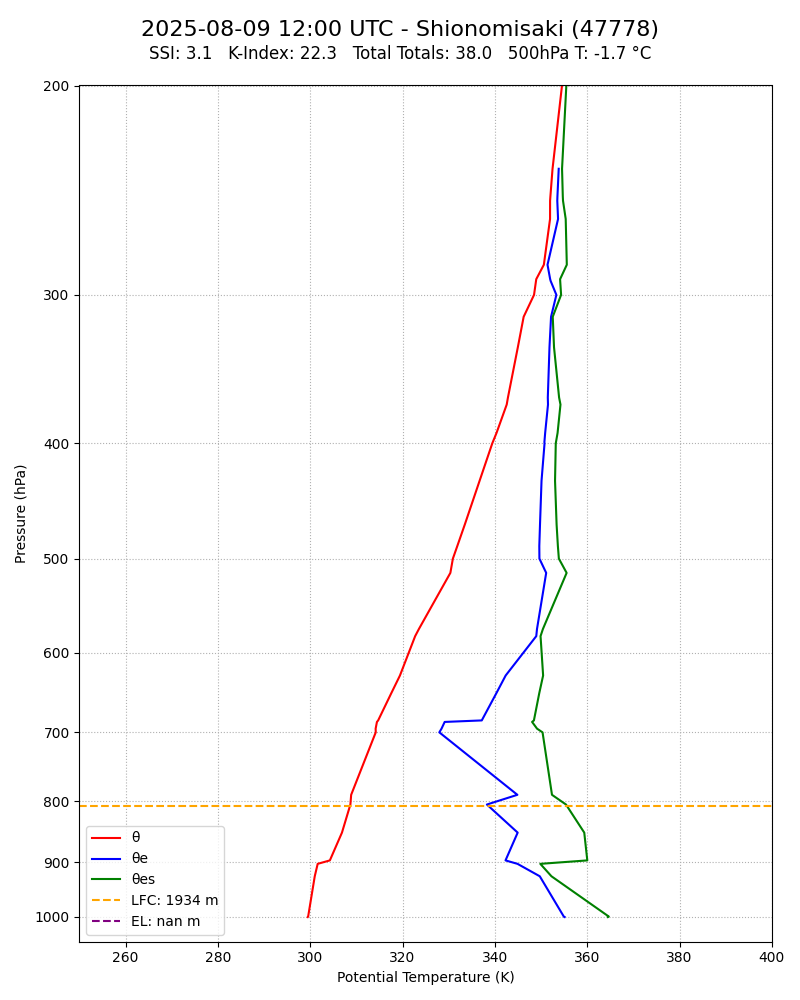 2025-08-09 12:00 UTC - Shionomisaki (47778)
SSI: 3.1   K-Index: 22.3   Total Totals: 38.0   500hPa T: -1.7 °C
200
300
400
500
600
700
800
900
1000
Pressure (hPa)
θ
θe
θes
LFC: 1934 m
EL: nan m
260
280
300
320
340
360
380
400
Potential Temperature (K)